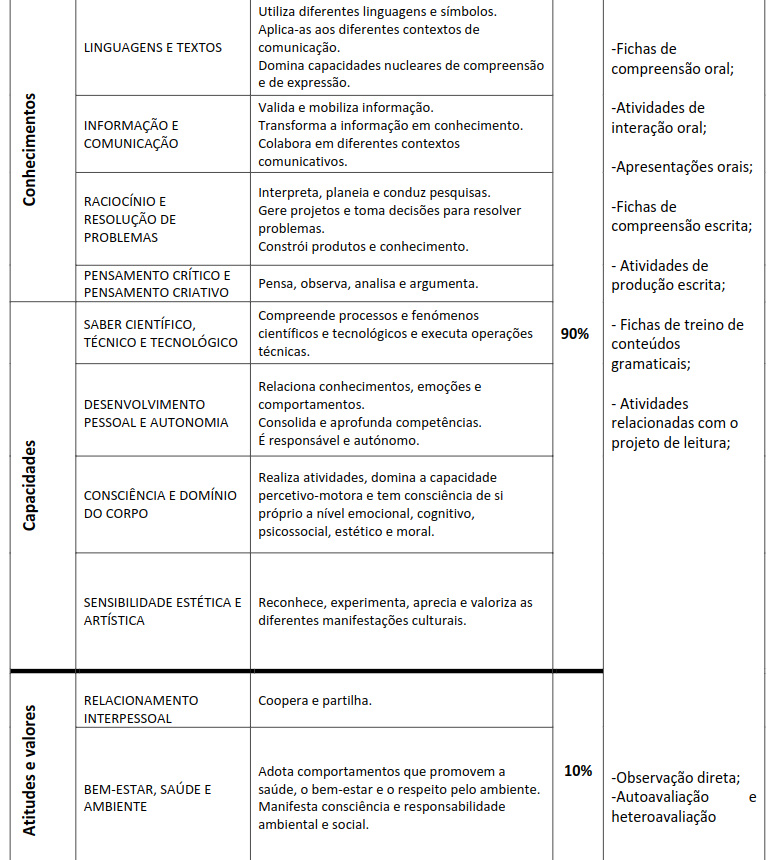 Conhecimentos
LINGUAGENS E TEXTOS
Utiliza diferentes linguagens e símbolos.
Aplica-as aos diferentes contextos de
comunicação.
Domina capacidades nucleares de compreensão
e de expressão.
INFORMAÇÃO E
COMUNICAÇÃO
Valida e mobiliza informação.
Transforma a informação em conhecimento.
Colabora em diferentes contextos
comunicativos.
RACIOCÍNIO E
RESOLUÇÃO DE
PROBLEMAS
Interpreta, planeia e conduz pesquisas.
Gere projetos e toma decisões para resolver
problemas.
Constrói produtos e conhecimento.
PENSAMENTO CRÍTICO E
PENSAMENTO CRIATIVO
Pensa, observa, analisa e argumenta.
Capacidades
SABER CIENTÍFICO,
TÉCNICO E TECNOLÓGICO
Compreende processos e fenómenos
científicos e tecnológicos e executa operações
técnicas.
DESENVOLVIMENTO
PESSOAL E AUTONOMIA
Relaciona conhecimentos, emoções e
comportamentos.
Consolida e aprofunda competências.
É responsável e autónomo.
CONSCIÊNCIA E DOMÍNIO
DO CORPO
Realiza atividades, domina a capacidade
percetivo-motora e tem consciência de si
próprio a nível emocional, cognitivo,
psicossocial, estético e moral.
SENSIBILIDADE ESTÉTICA E
ARTÍSTICA
Reconhece, experimenta, aprecia e valoriza as
diferentes manifestações culturais.
90%
-Fichas de
compreensão oral;
-Atividades de
interação oral;
-Apresentações orais;
-Fichas de
compreensão escrita;
- Atividades de
produção escrita;
- Fichas de treino de
conteúdos
gramaticais;
- Atividades
relacionadas com o
projeto de leitura;
Atitudes e valores
RELACIONAMENTO
INTERPESSOAL
Coopera e partilha.
BEM-ESTAR, SAÚDE E
AMBIENTE
Adota comportamentos que promovem a
saúde, o bem-estar e o respeito pelo ambiente.
Manifesta consciência e responsabilidade
ambiental e social.
10%
-Observação direta;
-Autoavaliação e
heteroavaliação